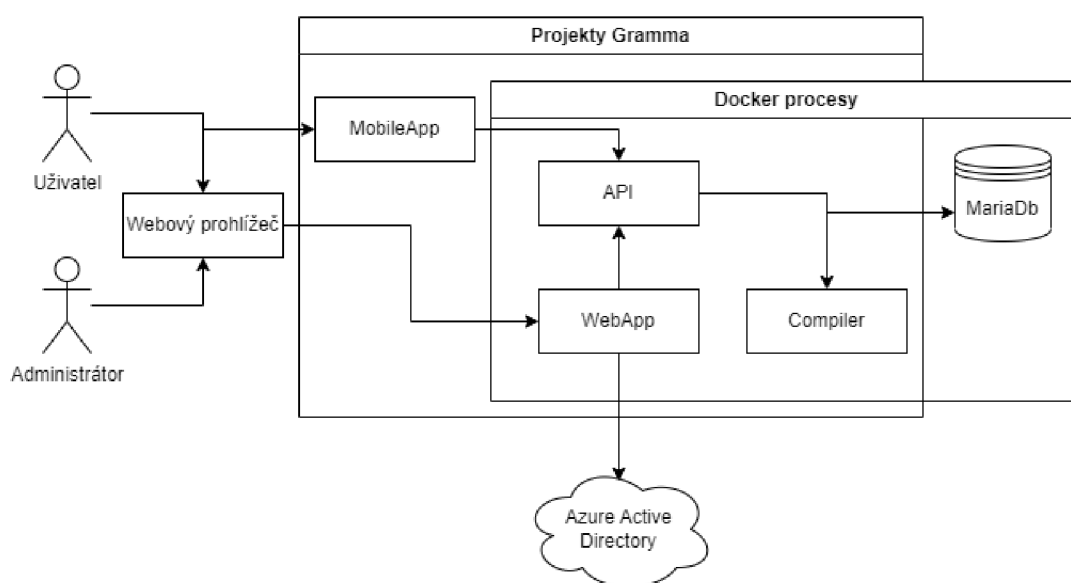 Projekty Gramma
Docker procesy
MobileApp
Uživatel
API
MariaDb
Webový prohlížeč
WebApp
Compiler
Administrátor
Azure Active
Directory